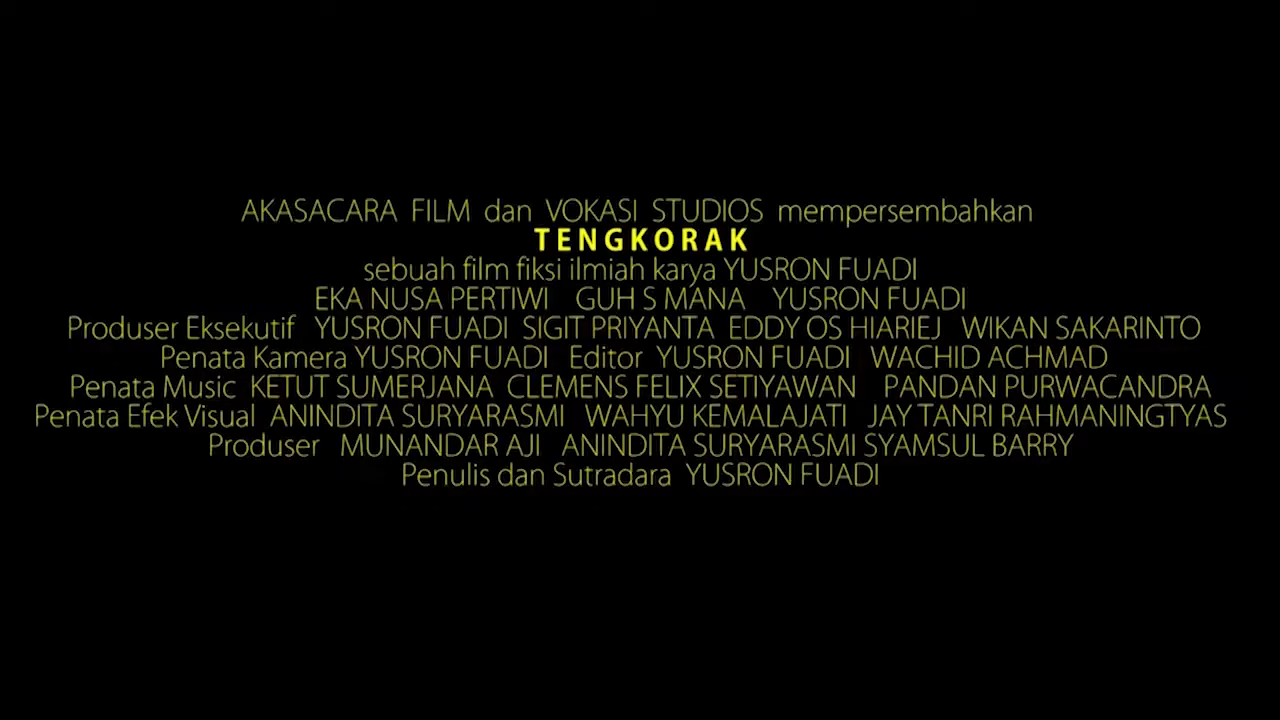 AKASACARA FILM dan VOKASI STUDIOS mempersembahkan
TENGKORAK
sebuah film fiksi ilmiah karya YUSRON FUADI
EKA NUSA PERTIWI GUH S MANA YUSRON FUADI
Produser Eksekutif YUSRON FUADI SIGIT PRIYANTA EDDY OS HIARIEJ WIKAN SAKARINTO
Penata Kamera YUSRON FUADI Editor YUSRON FUADI WACHID ACHMAD
Penata Music KETUT SUMERJANA CLEMENS FELIX SETIYAWAN PANDAN PURWACANDRA
Penata Efek Visual ANINDITA SURYARASMI WAHYU KEMALAJATI JAY TANRI RAHMANINGTYAS
Produser MUNANDAR AJI ANINDITA SURYARASMI SYAMSUL BARRY
Penulis dan Sutradara YUSRON FUADI